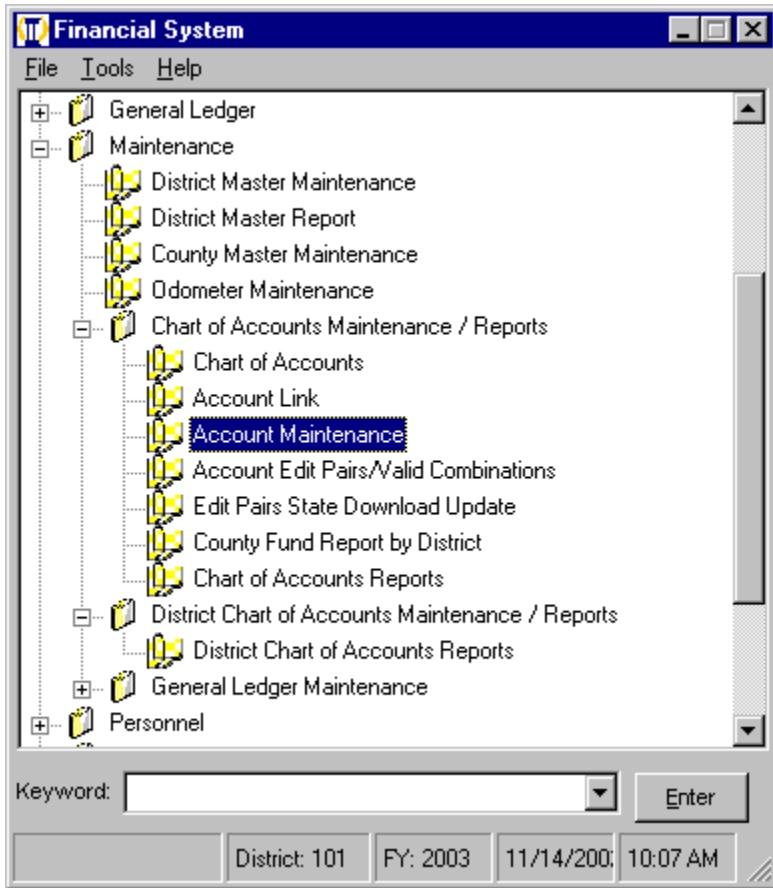 Financial System
File Tools Help
General Ledger
Maintenance
District Master Maintenance
District Master Report
County Master Maintenance
Odometer Maintenance
Chart of Accounts Maintenance / Reports
Chart of Accounts
Account Link
Account Maintenance
Account Edit Pairs/Valid Combinations
Edit Pairs State Download Update
County Fund Report by District
Chart of Accounts Reports
District Chart of Accounts Maintenance / Reports
District Chart of Accounts Reports
General Ledger Maintenance
Personnel
Keyword: Enter
District: 101 FY: 2003 11/14/200 10:07 AM